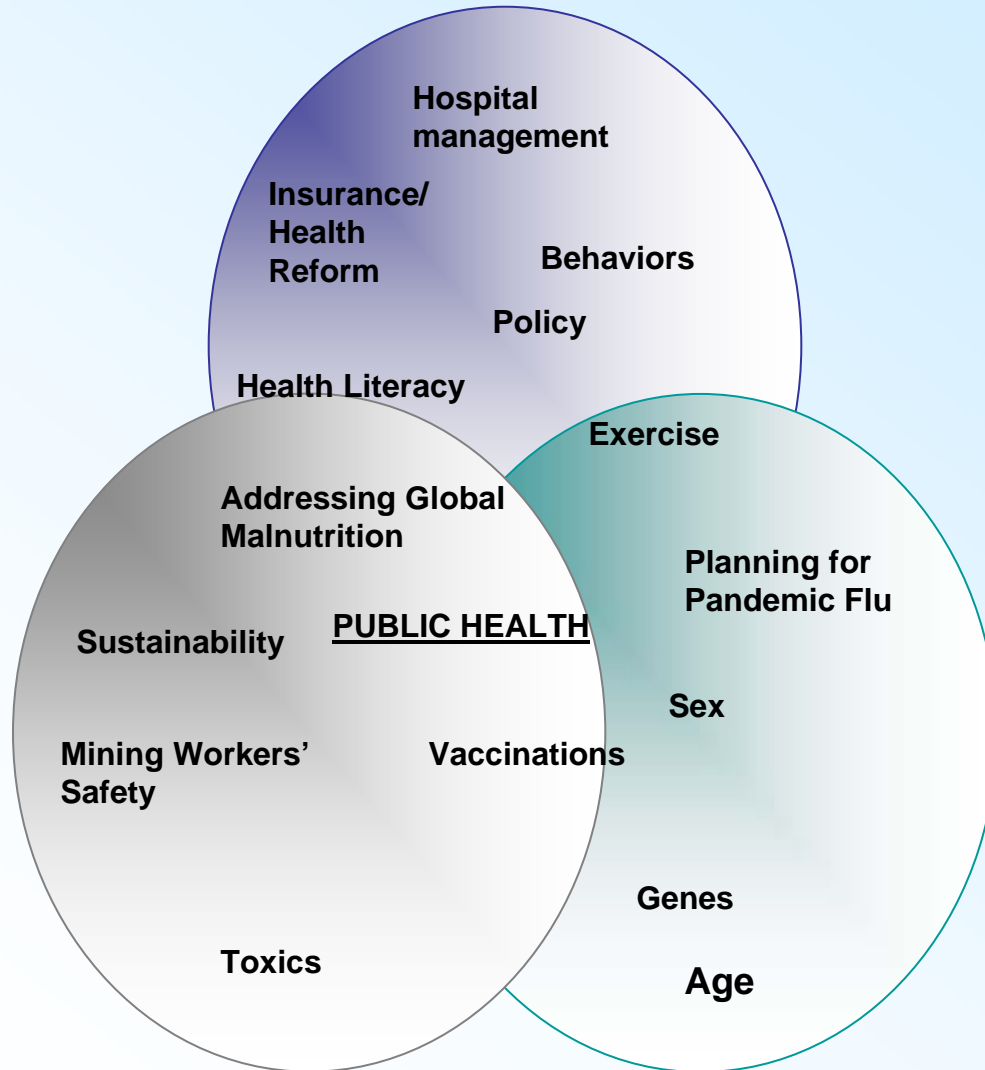 Hospital
management
Insurance/
Health
Reform
Behaviors
Policy
Health Literacy
Exercise
Addressing Global
Malnutrition
Planning for
Pandemic Flu
PUBLIC HEALTH
Sustainability
Sex
Mining Workers’
Safety
Vaccinations
Genes
Toxics
Age